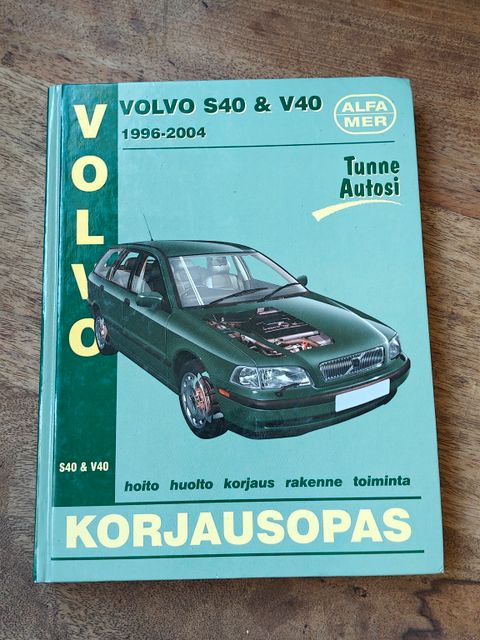 VOLVO
VOLVO S40 & V40
1996-2004
ALFA
MER
Tunne
Autosi
S40 & V40
hoito huolto korjaus rakenne toiminta
KORJAUSOPAS